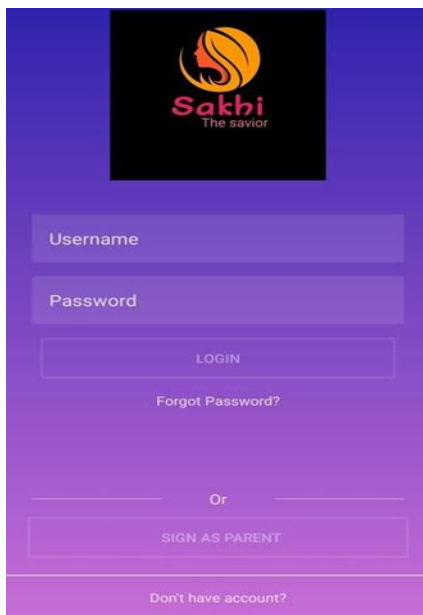 Sakhi
The savior
Username
Password
LOGIN
Forgot Password?
Or
SIGN AS PARENT
Don't have account?